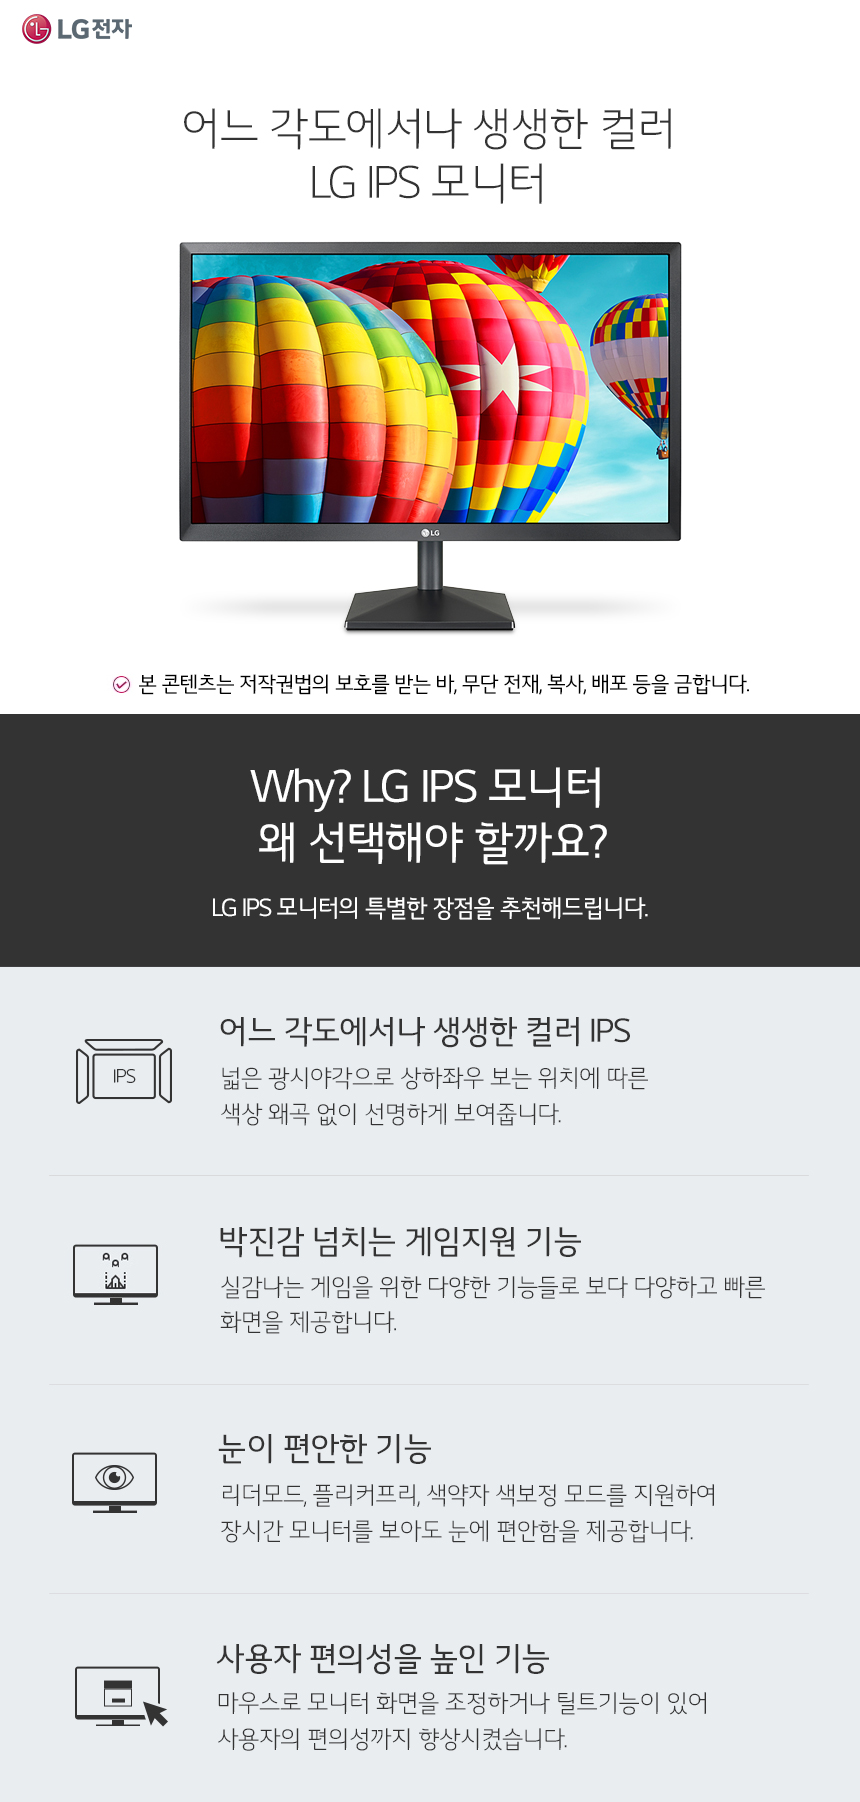 LG전자
어느 각도에서나 생생한 컬러
LG IPS 모니터
LG
본 콘텐츠는 저작권법의 보호를 받는 바, 무단 전재, 복사, 배포 등을 금합니다.
Why? LG IPS 모니터
왜 선택해야 할까요?
LG IPS 모니터의 특별한 장점을 추천해드립니다.
IPS
어느 각도에서나 생생한 컬러 IPS
넓은 광시야각으로 상하좌우 보는 위치에 따른
색상 왜곡 없이 선명하게 보여줍니다.
박진감 넘치는 게임지원 기능
실감나는 게임을 위한 다양한 기능들로 보다 다양하고 빠른
화면을 제공합니다.
눈이 편안한 기능
리더모드, 플리커프리, 색약자 색보정 모드를 지원하여
장시간 모니터를 보아도 눈에 편안함을 제공합니다.
사용자 편의성을 높인 기능
마우스로 모니터 화면을 조정하거나 틸트기능이 있어
사용자의 편의성까지 향상시켰습니다.